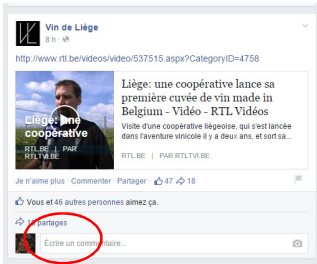 Vin de Liège
8 h ·
http://www.rtl.be/videos/video/537515.aspx?CategoryID=4758
Liège: une
coopérative
RTL.BE | PAR
RTLTVI.BE
Liège: une coopérative lance sa
première cuvée de vin made in
Belgium - Vidéo - RTL Vidéos
Visite d'une coopérative liégeoise, qui s'est lancée
dans l'aventure vinicole il y a deux ans, et sort sa...
RTL.BE | PAR RTLTVI.BE
Je n'aime plus · Commenter · Partager · 47 18
Vous et 46 autres personnes aimez ça.
18 partages
Écrire un commentaire...